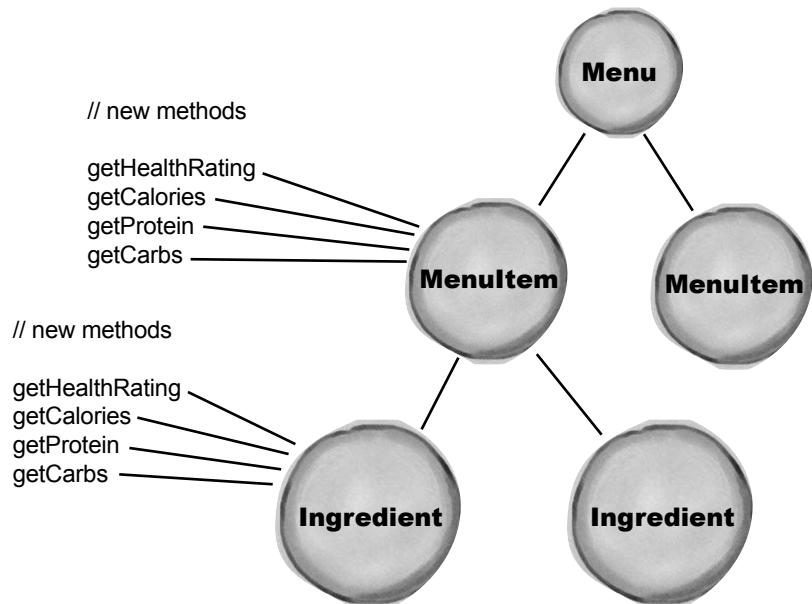 Menu
// new methods
getHealthRating
getCalories
getProtein
getCarbs
MenuItem
MenuItem
// new methods
getHealthRating
getCalories
getProtein
getCarbs
Ingredient
Ingredient